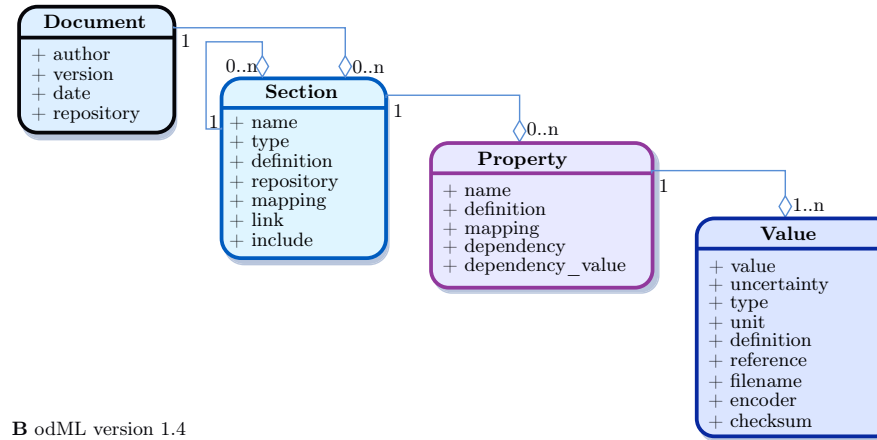 Document
+ author
+ version
+ date
+ repository
1
0..n
0..n
1
Section
+ name
+ type
+ definition
+ repository
+ mapping
+ link
+ include
1
0..n
Property
+ name
+ definition
+ mapping
+ dependency
+ dependency_value
1
1..n
Value
+ value
+ uncertainty
+ type
+ unit
+ definition
+ reference
+ filename
+ encoder
+ checksum
B odML version 1.4